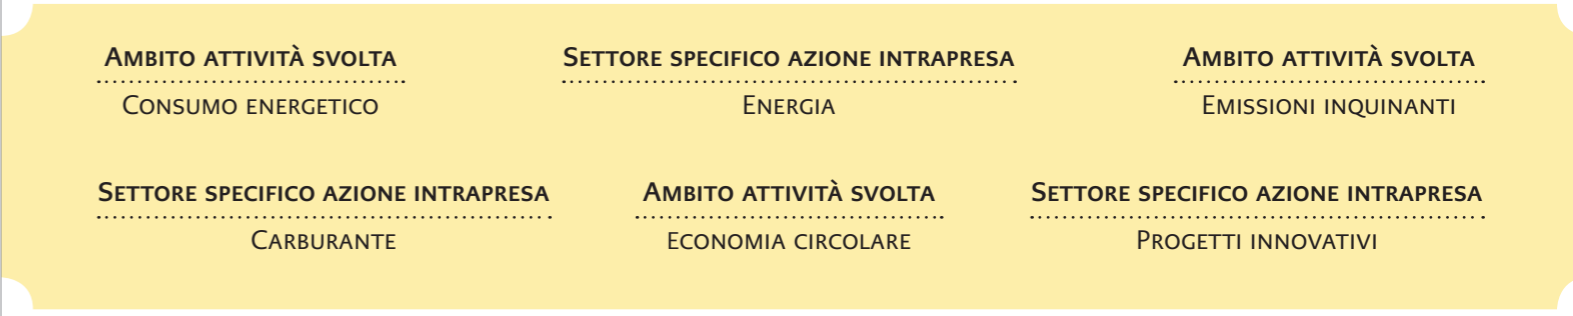 Ambito attività svolta
Consumo energetico
Settore specifico azione intrapresa
Energia
Ambito attività svolta
Emissioni inquinanti
Settore specifico azione intrapresa
Carburante
Ambito attività svolta
Economia circolare
Settore specifico azione intrapresa
Progetti innovativi